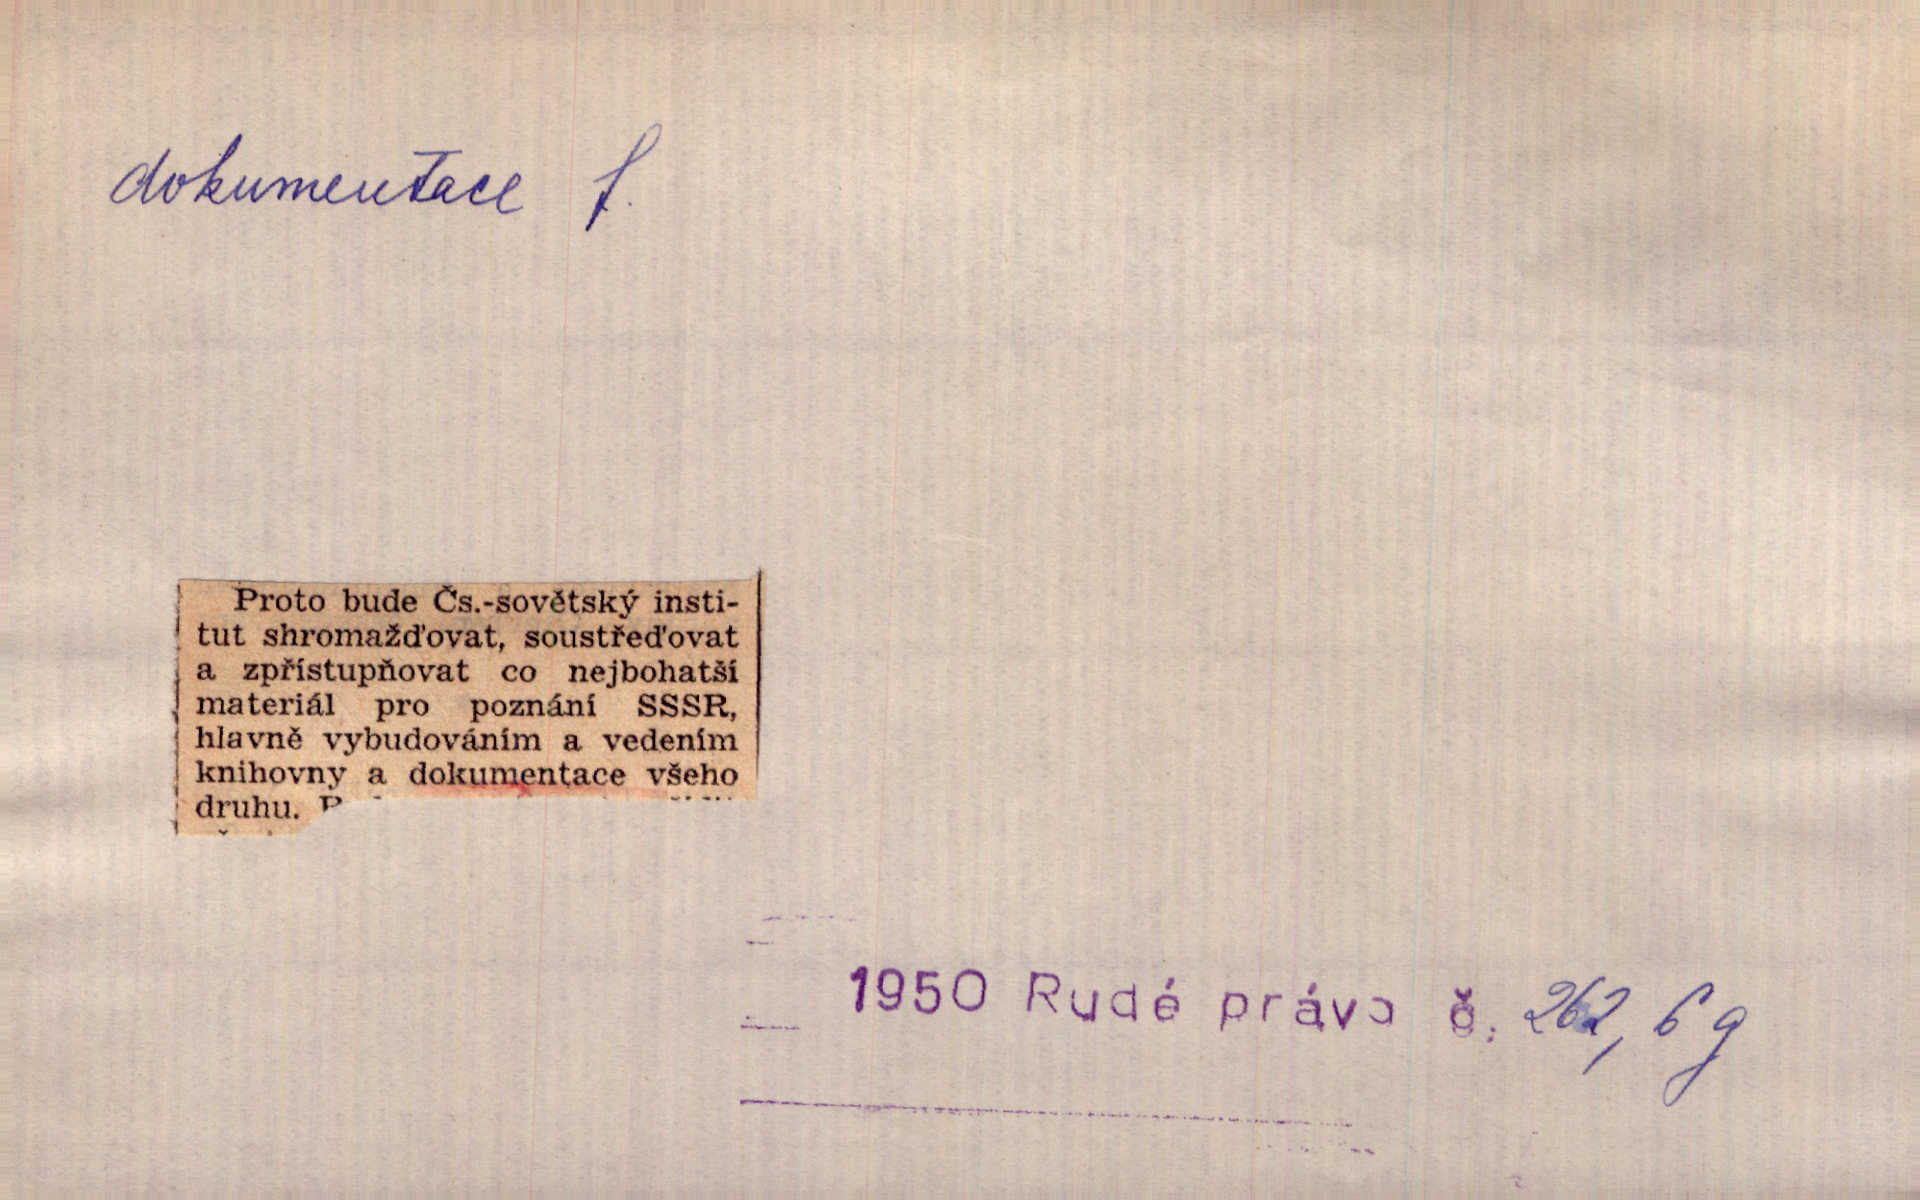 dokumentace f.
Proto bude Čs.-sovětský insti-
tut shromažďovat, soustřeďovat
a zpřístupňovat co nejbohatší
materiál pro poznání SSSR,
hlavně vybudováním a vedením
knihovny a dokumentace všeho
druhu.
1950 Rudé právo č. 262, 6 g